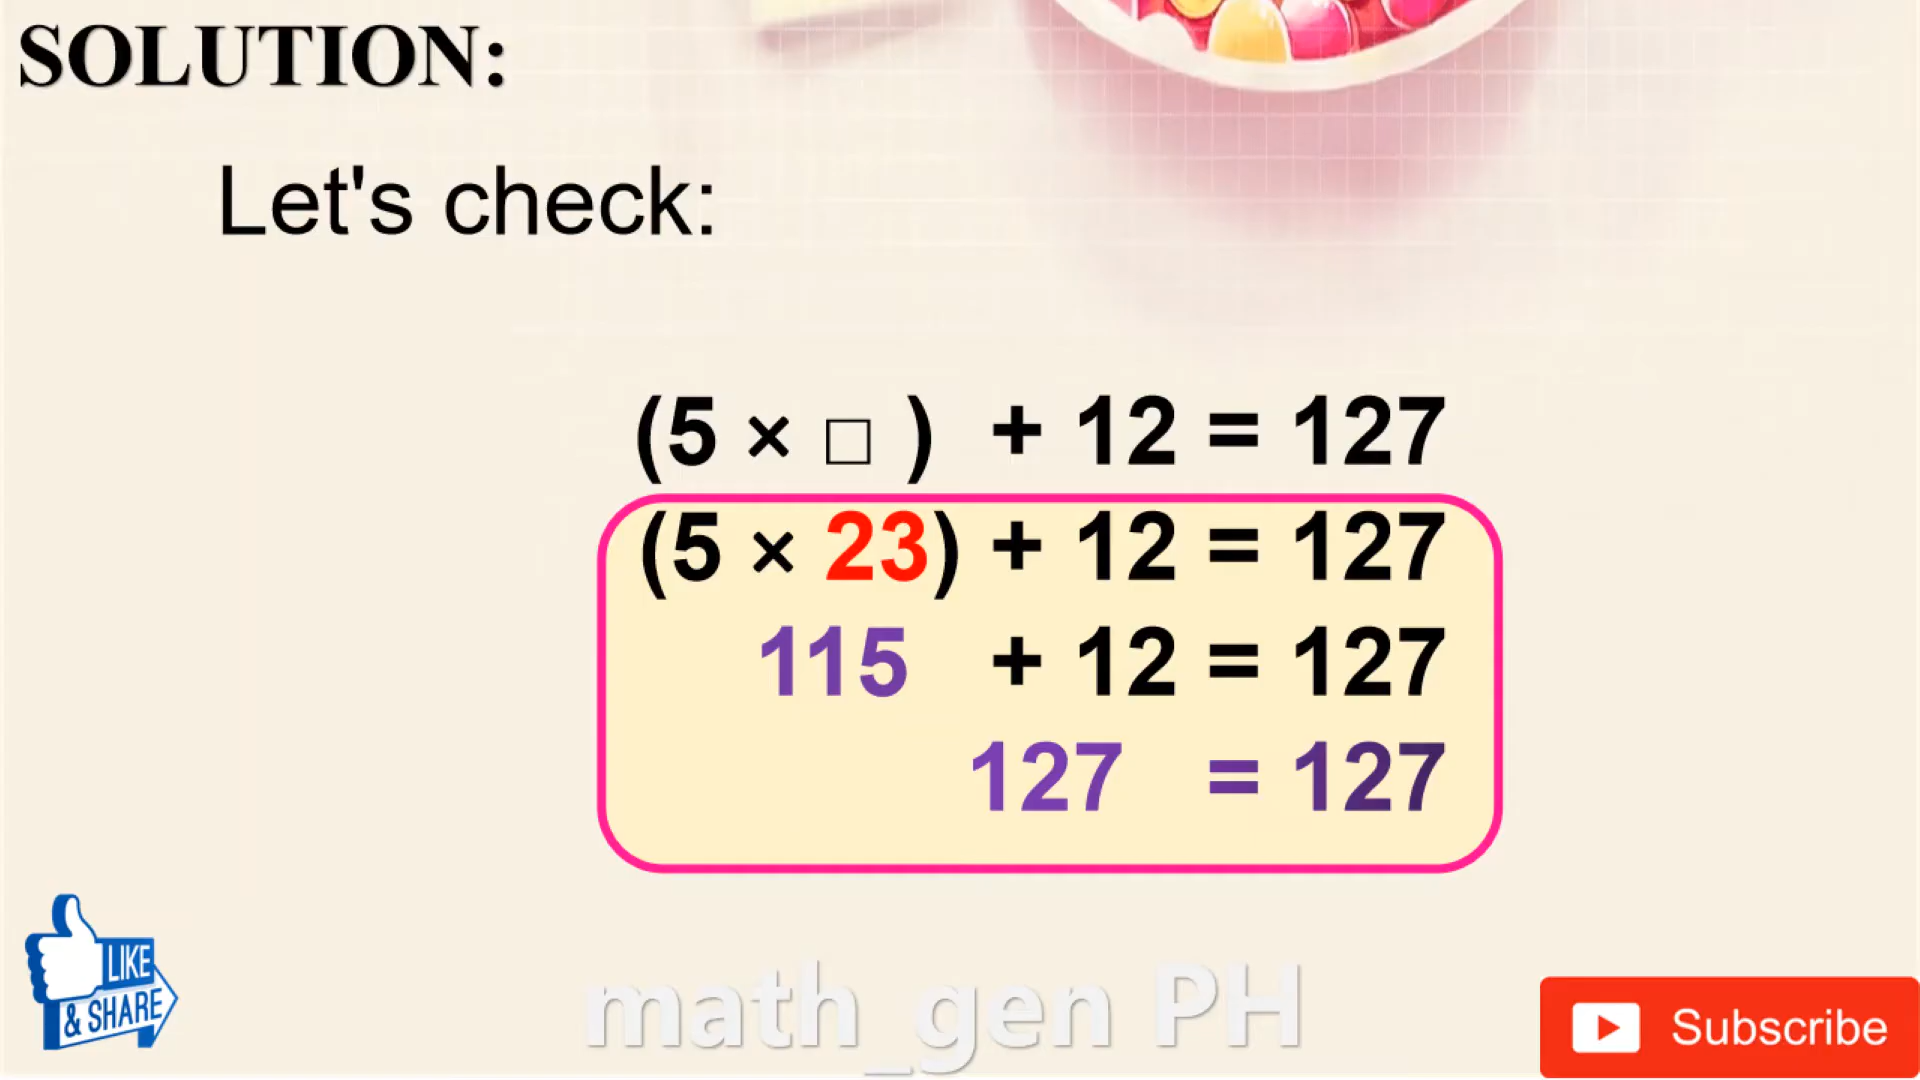 SOLUTION:
Let's check:
(5 × □ ) + 12 = 127
(5 × 23) + 12 = 127
115 + 12 = 127
127 = 127
LIKE
& SHARE
math_gen PH
Subscribe